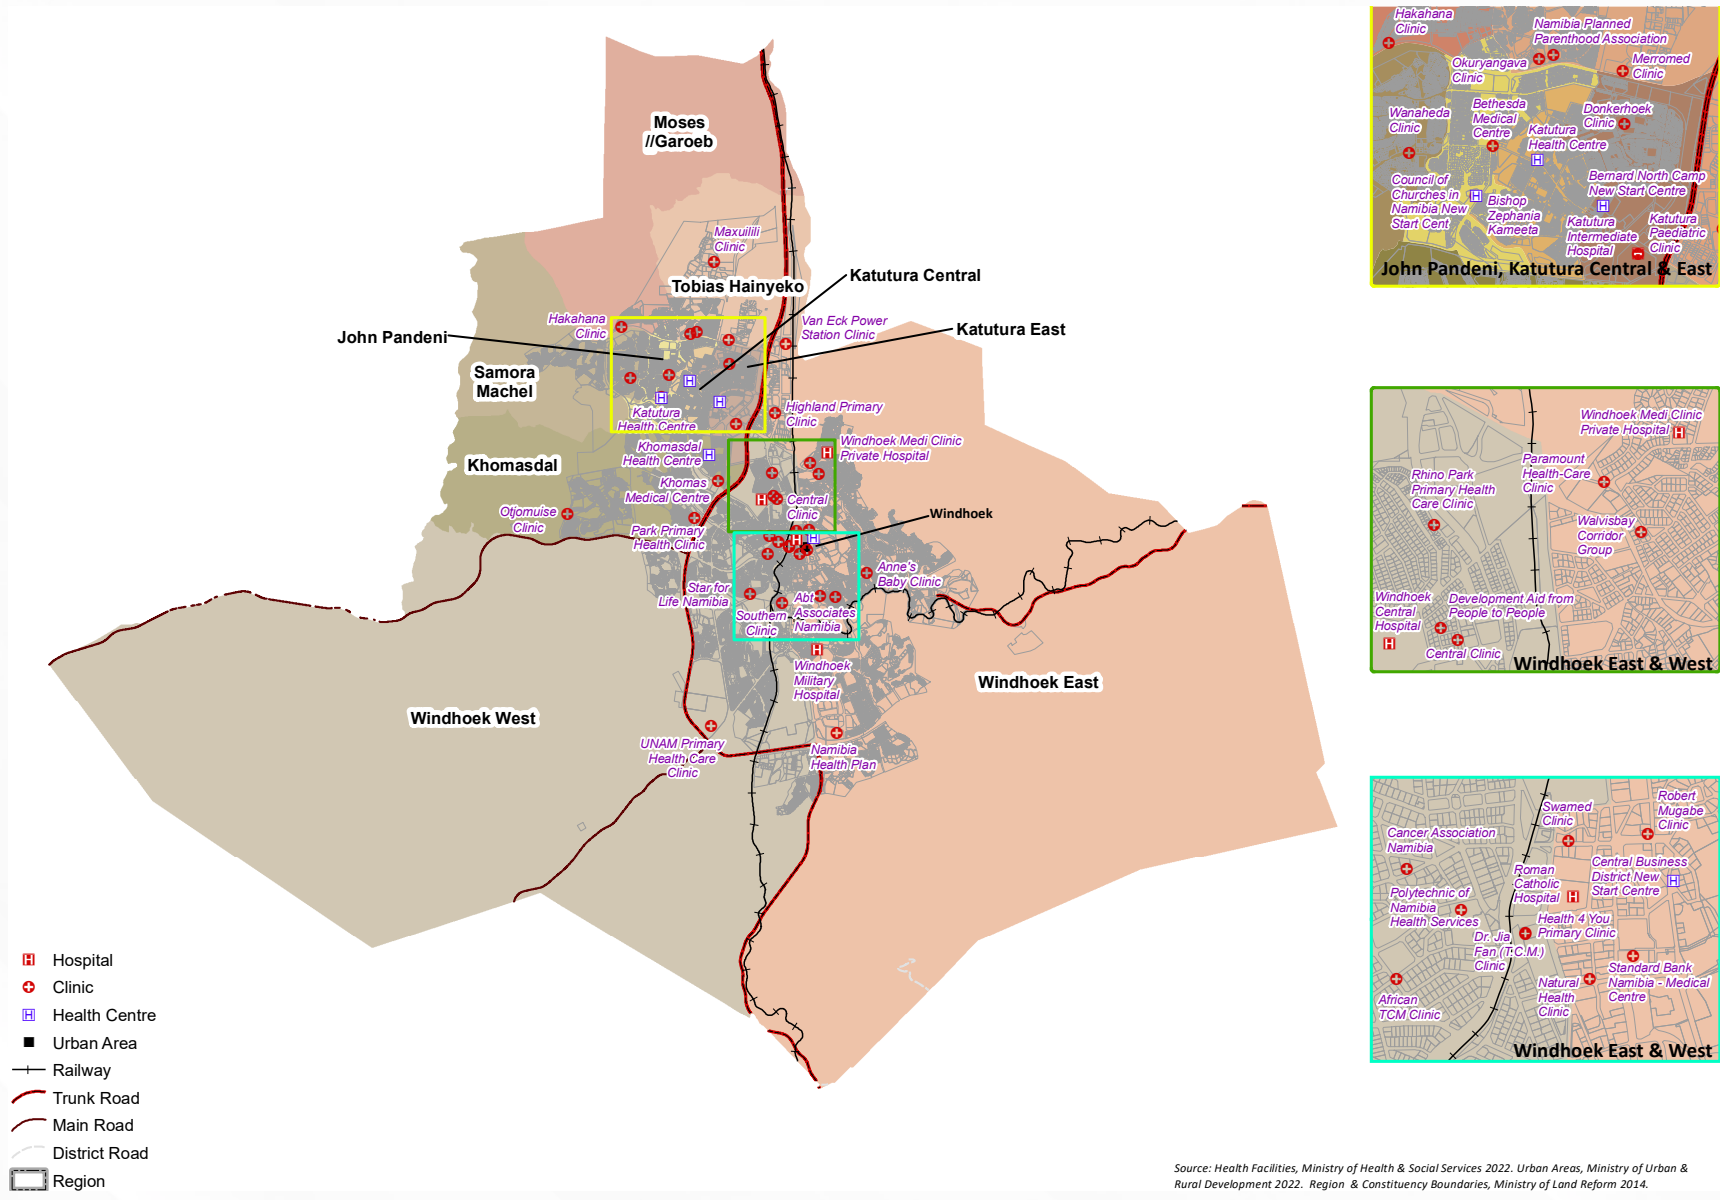 Moses
//Garoeb
Maxuilili
Clinic
Tobias Hainyeko
Katutura Central
Hakahana
Clinic
Van Eck Power
Station Clinic
Katutura East
John Pandeni
Samora
Machel
Katutura
Health Centre
Highland Primary
Clinic
Khomasdal
Khomasdal
Health Centre
Windhoek Medi Clinic
Private Hospital
Khomas
Medical Centre
Central
Clinic
Otjomuise
Clinic
Park Primary
Health Clinic
Windhoek
Anne's
Baby Clinic
Star for
Life Namibia
Southern
Clinic
Abt
Associates
Namibia
Windhoek
Military
Hospital
Windhoek East
Windhoek West
UNAM Primary
Health Care
Clinic
Namibia
Health Plan
Hospital
Clinic
Health Centre
Urban Area
Railway
Trunk Road
Main Road
District Road
Region
Hakahana
Clinic
Namibia Planned
Parenthood Association
Okuryangava
Clinic
Merromed
Clinic
Wanaheda
Clinic
Bethesda
Medical
Centre
Donkerhoek
Clinic
Katutura
Health Centre
Council of
Churches in
Namibia New
Start Cent
Bishop
Zephania
Kameeta
Bernard North Camp
New Start Centre
Katutura
Intermediate
Hospital
Katutura
Paediatric
Clinic
John Pandeni, Katutura Central & East
Windhoek Medi Clinic
Private Hospital
Paramount
Health-Care
Clinic
Rhino Park
Primary Health
Care Clinic
Walvisbay
Corridor
Group
Windhoek
Central
Hospital
Development Aid from
People to People
Central Clinic
Windhoek East & West
Swamed
Clinic
Robert
Mugabe
Clinic
Cancer Association
Namibia
Roman
Catholic
Hospital
Central Business
District New
Start Centre
Polytechnic of
Namibia
Health Services
Health 4 You
Primary Clinic
Dr. Jia
Fan (T.C.M.)
Clinic
African
TCM Clinic
Natural
Health
Clinic
Standard Bank
Namibia - Medical
Centre
Windhoek East & West
Source: Health Facilities, Ministry of Health & Social Services 2022. Urban Areas, Ministry of Urban &
Rural Development 2022.  Region  & Constituency Boundaries, Ministry of Land Reform 2014.